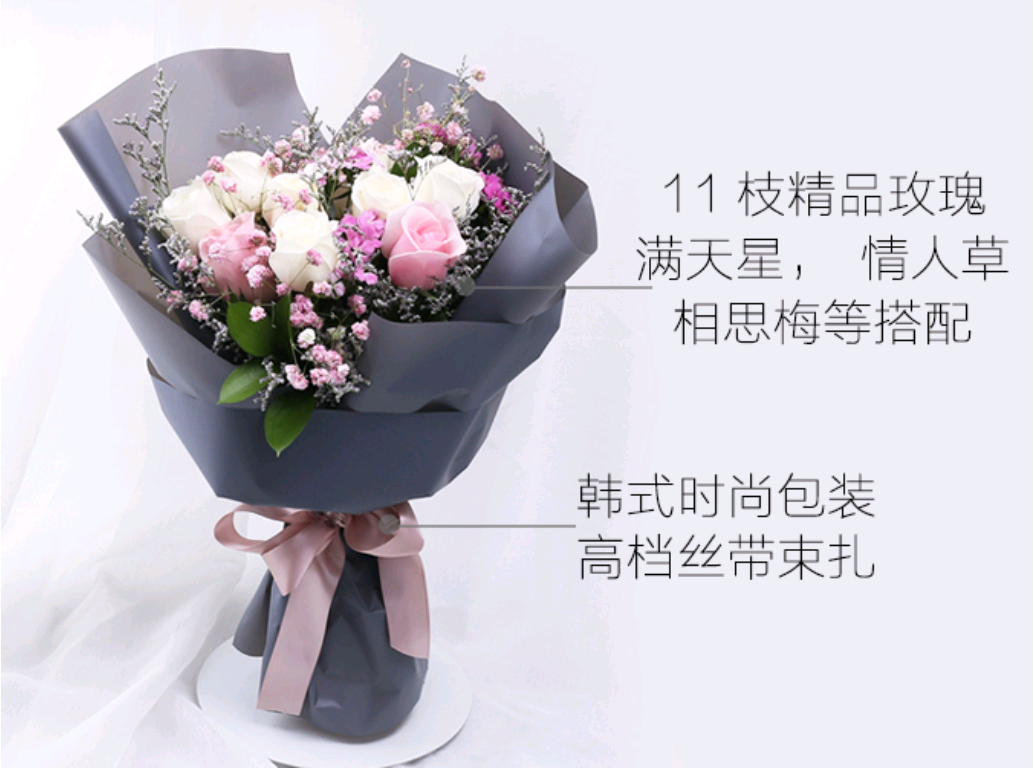 11 枝精品玫瑰
满天星， 情人草
相思梅等搭配
韩式时尚包装
高档丝带束扎